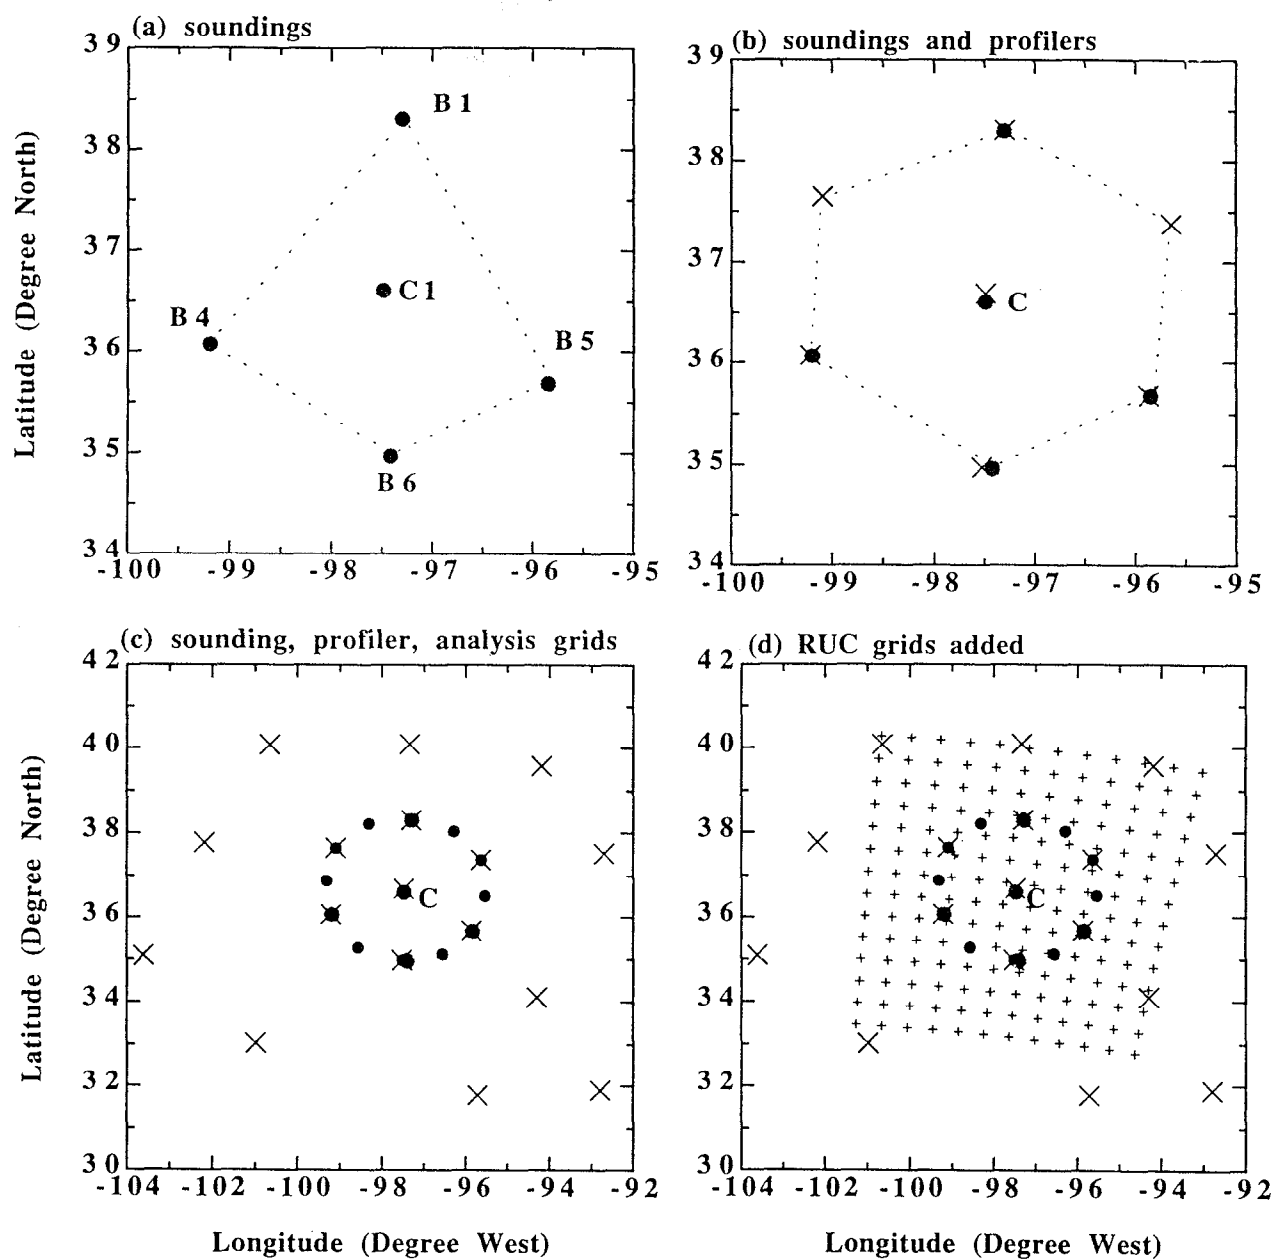 (a) soundings
39
38
37
36
35
34
-100 -99 -98 -97 -96 -95
Latitude (Degree North)
B1
C1
B4
B5
B6
(b) soundings and profilers
39
38
37
36
35
34
-100 -99 -98 -97 -96 -95
C
(c) sounding, profiler, analysis grids
42
40
38
36
34
32
30
-104 -102 -100 -98 -96 -94 -92
Latitude (Degree North)
Longitude (Degree West)
C
(d) RUC grids added
42
40
38
36
34
32
30
-104 -102 -100 -98 -96 -94 -92
Longitude (Degree West)
C